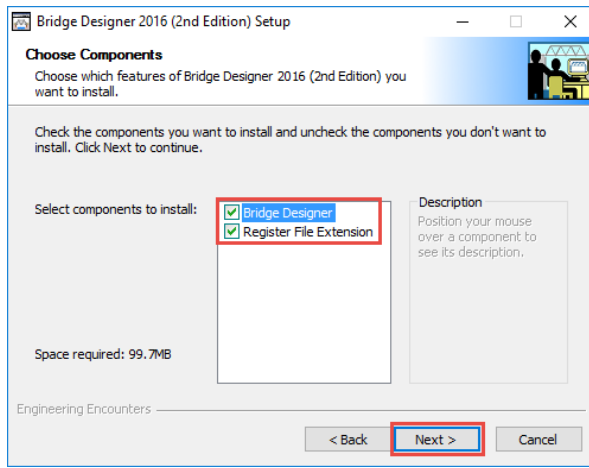 Bridge Designer 2016 (2nd Edition) Setup
Choose Components
Choose which features of Bridge Designer 2016 (2nd Edition) you
want to install.
Check the components you want to install and uncheck the components you don't want to
install. Click Next to continue.
Select components to install:
Bridge Designer
Register File Extension
Description
Position your mouse
over a component to
see its description.
Space required: 99.7MB
Engineering Encounters
< Back
Next >
Cancel